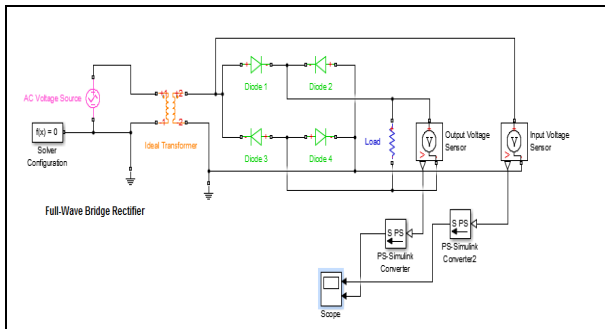 Diode 1
Diode 2
AC Voltage Source
f(x) = 0
Solver
Configuration
Ideal Transformer
Diode 3
Diode 4
Load
V
Output Voltage
Sensor
V
Input Voltage
Sensor
Full-Wave Bridge Rectifier
S PS
PS-Simulink
Converter
S PS
PS-Simulink
Converter2
Scope